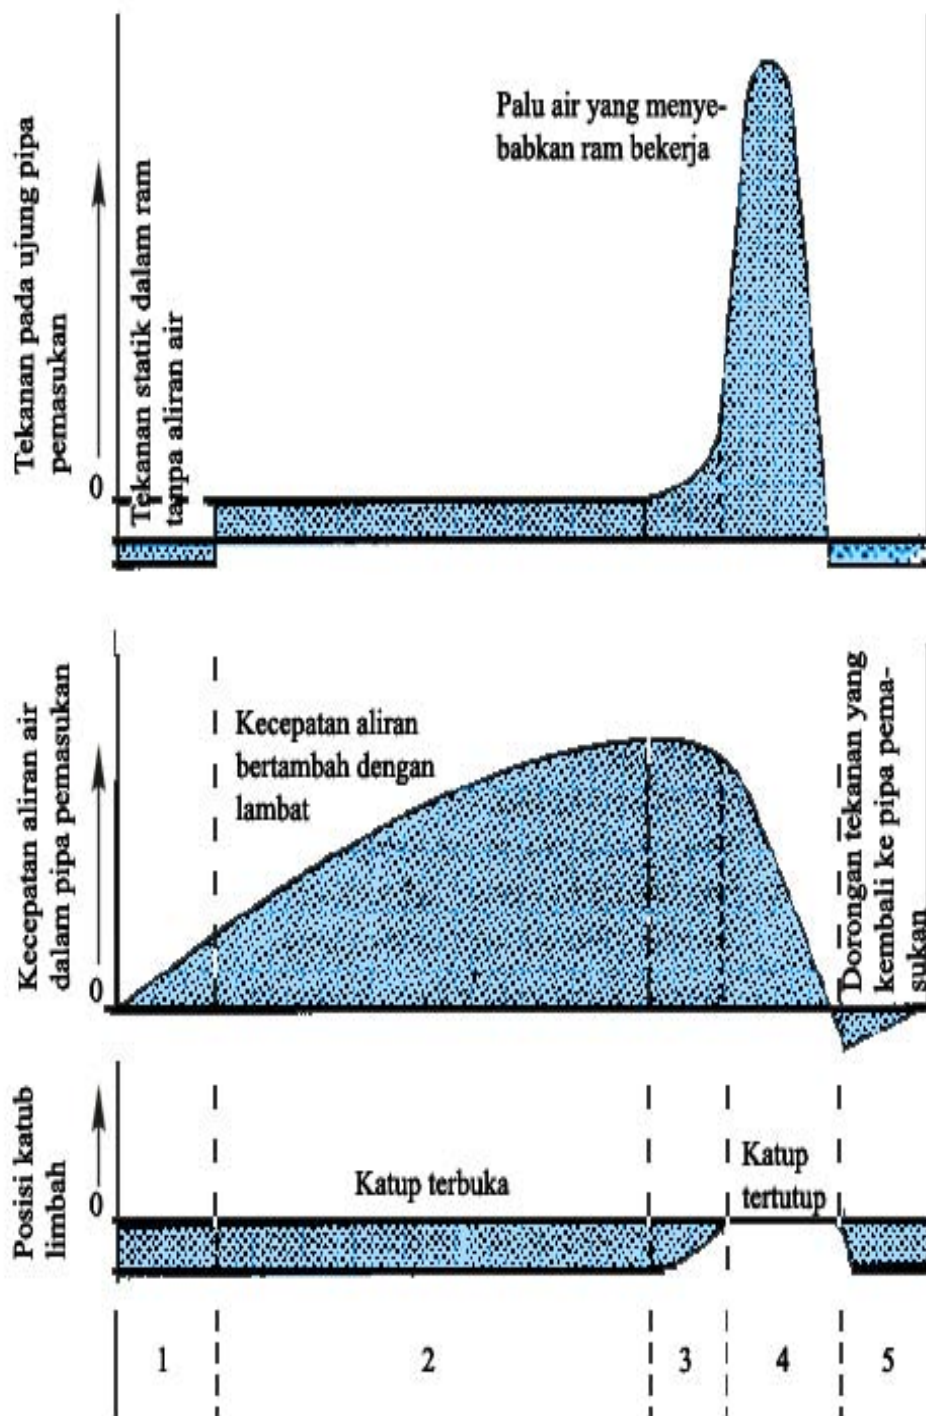 Tekanan pada ujung pipa
pemasukan
0
Tekanan statik dalam ram
tanpa aliran air
Palu air yang menye-
babkan ram bekerja
Kecepatan aliran air
dalam pipa pemasukan
0
Kecepatan aliran
bertambah dengan
lambat
Dorongan tekanan yang
kembali ke pipa pema-
sukan
Posisi katub
limbah
0
Katup terbuka
Katup
tertutup
1
2
3
4
5